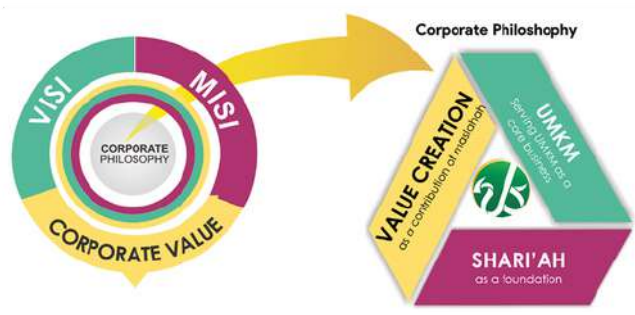 Corporate Philoshophy
VISI
MISI
CORPORATE
PHILOSOPHY
CORPORATE VALUE
VALUE CREATION
as a contribution of maslahah
UMKM
Serving UMKM as a
core business
SHARI'AH
as a foundation